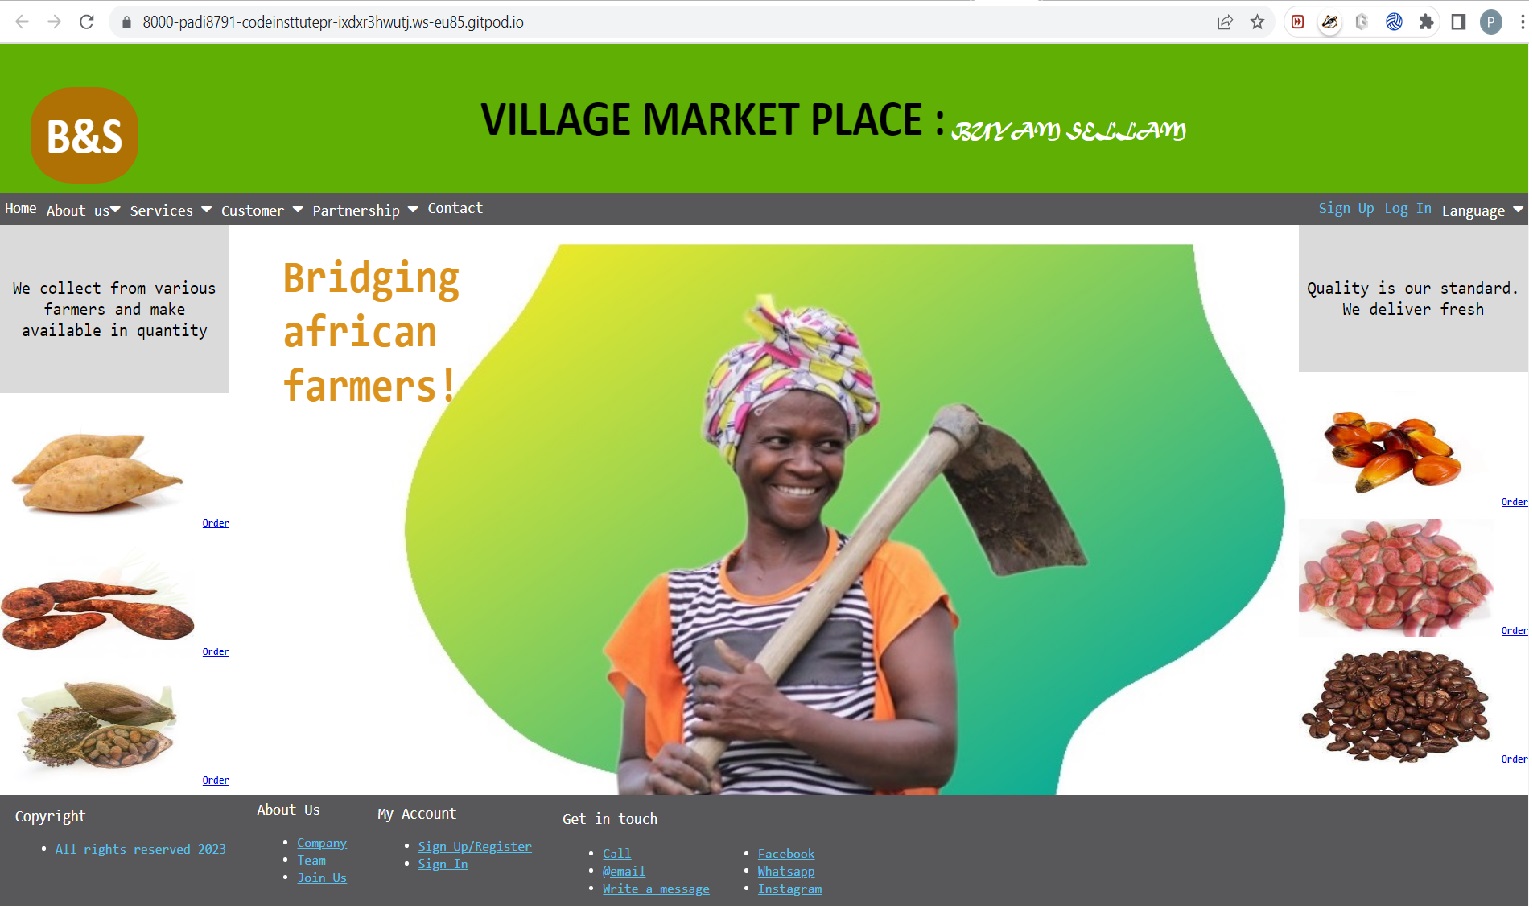 8000-padi8791-codeinsttutepr-ixdxr3hwutj.ws-eu85.gitpod.io
P
B&S
VILLAGE MARKET PLACE : BUYAM SELLAM
Home About us Services Customer Partnership Contact
Sign Up Log In Language
We collect from various
farmers and make
available in quantity
Order
Order
Order
Bridging
african
farmers!
Quality is our standard.
We deliver fresh
Order
Order
Order
Copyright
All rights reserved 2023
About Us
Company
Team
Join Us
My Account
Sign Up/Register
Sign In
Get in touch
Call
@email
Write a message
Facebook
Whatsapp
Instagram